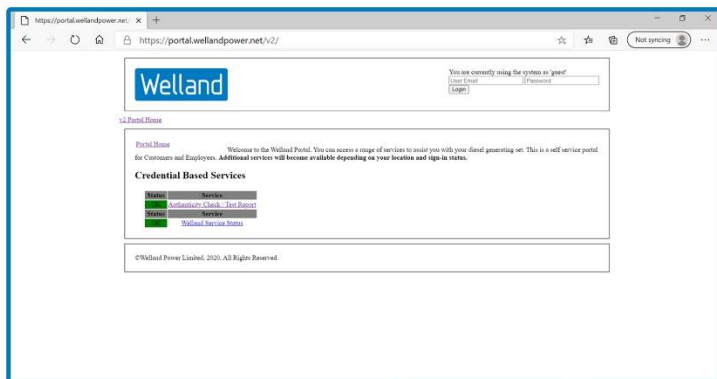 https://portal.wellandpower.net/
https://portal.wellandpower.net/v2/
Not syncing
Welland
You are currently using the system as 'guest'
User Email Password
Login
v2 Portal Home
Portal Home
Welcome to the Welland Portal. You can access a range of services to assist you with your diesel generating set. This is a self service portal
for Customers and Employees. Additional services will become available depending on your location and sign-in status.
Credential Based Services
Status Service
OK Authenticity Check / Test Report
Status Service
OK Welland Service Status
©Welland Power Limited, 2020. All Rights Reserved.